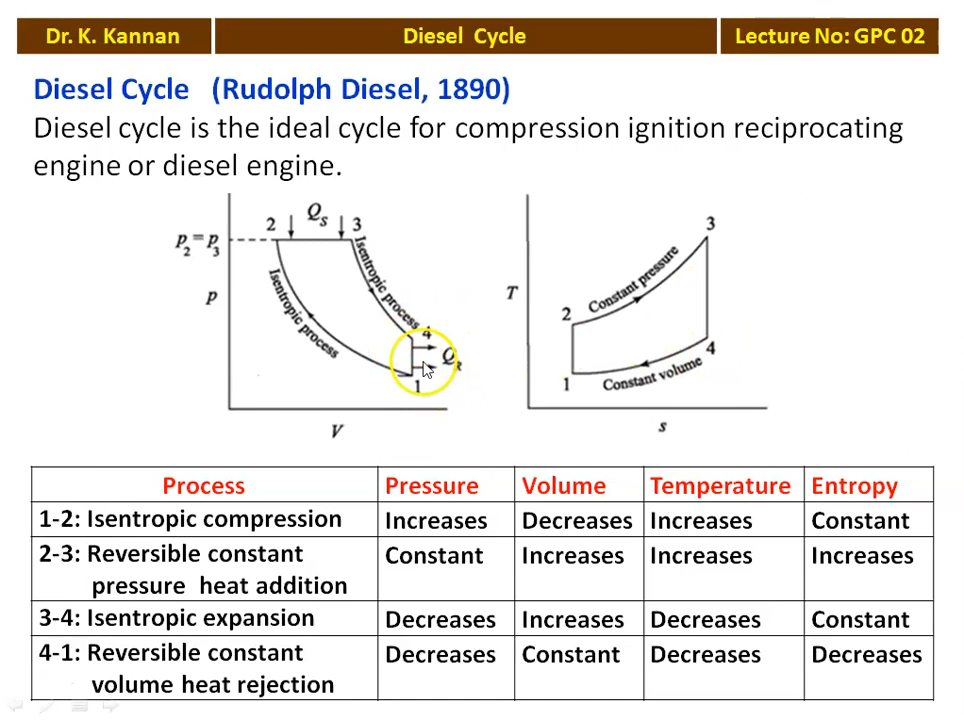 Dr. K. Kannan
Diesel Cycle
Lecture No: GPC 02
Diesel Cycle (Rudolph Diesel, 1890)
Diesel cycle is the ideal cycle for compression ignition reciprocating
engine or diesel engine.
2 Qs 3
p2 = p3
Isentropic process
Isentropic process
p
4
QR
1
V
3
Constant pressure
T
2
4
1
Constant volume
s
Process Pressure Volume Temperature Entropy
1-2: Isentropic compression Increases Decreases Increases Constant
2-3: Reversible constant Constant Increases Increases Increases
pressure heat addition
3-4: Isentropic expansion Decreases Increases Decreases Constant
4-1: Reversible constant Decreases Constant Decreases Decreases
volume heat rejection